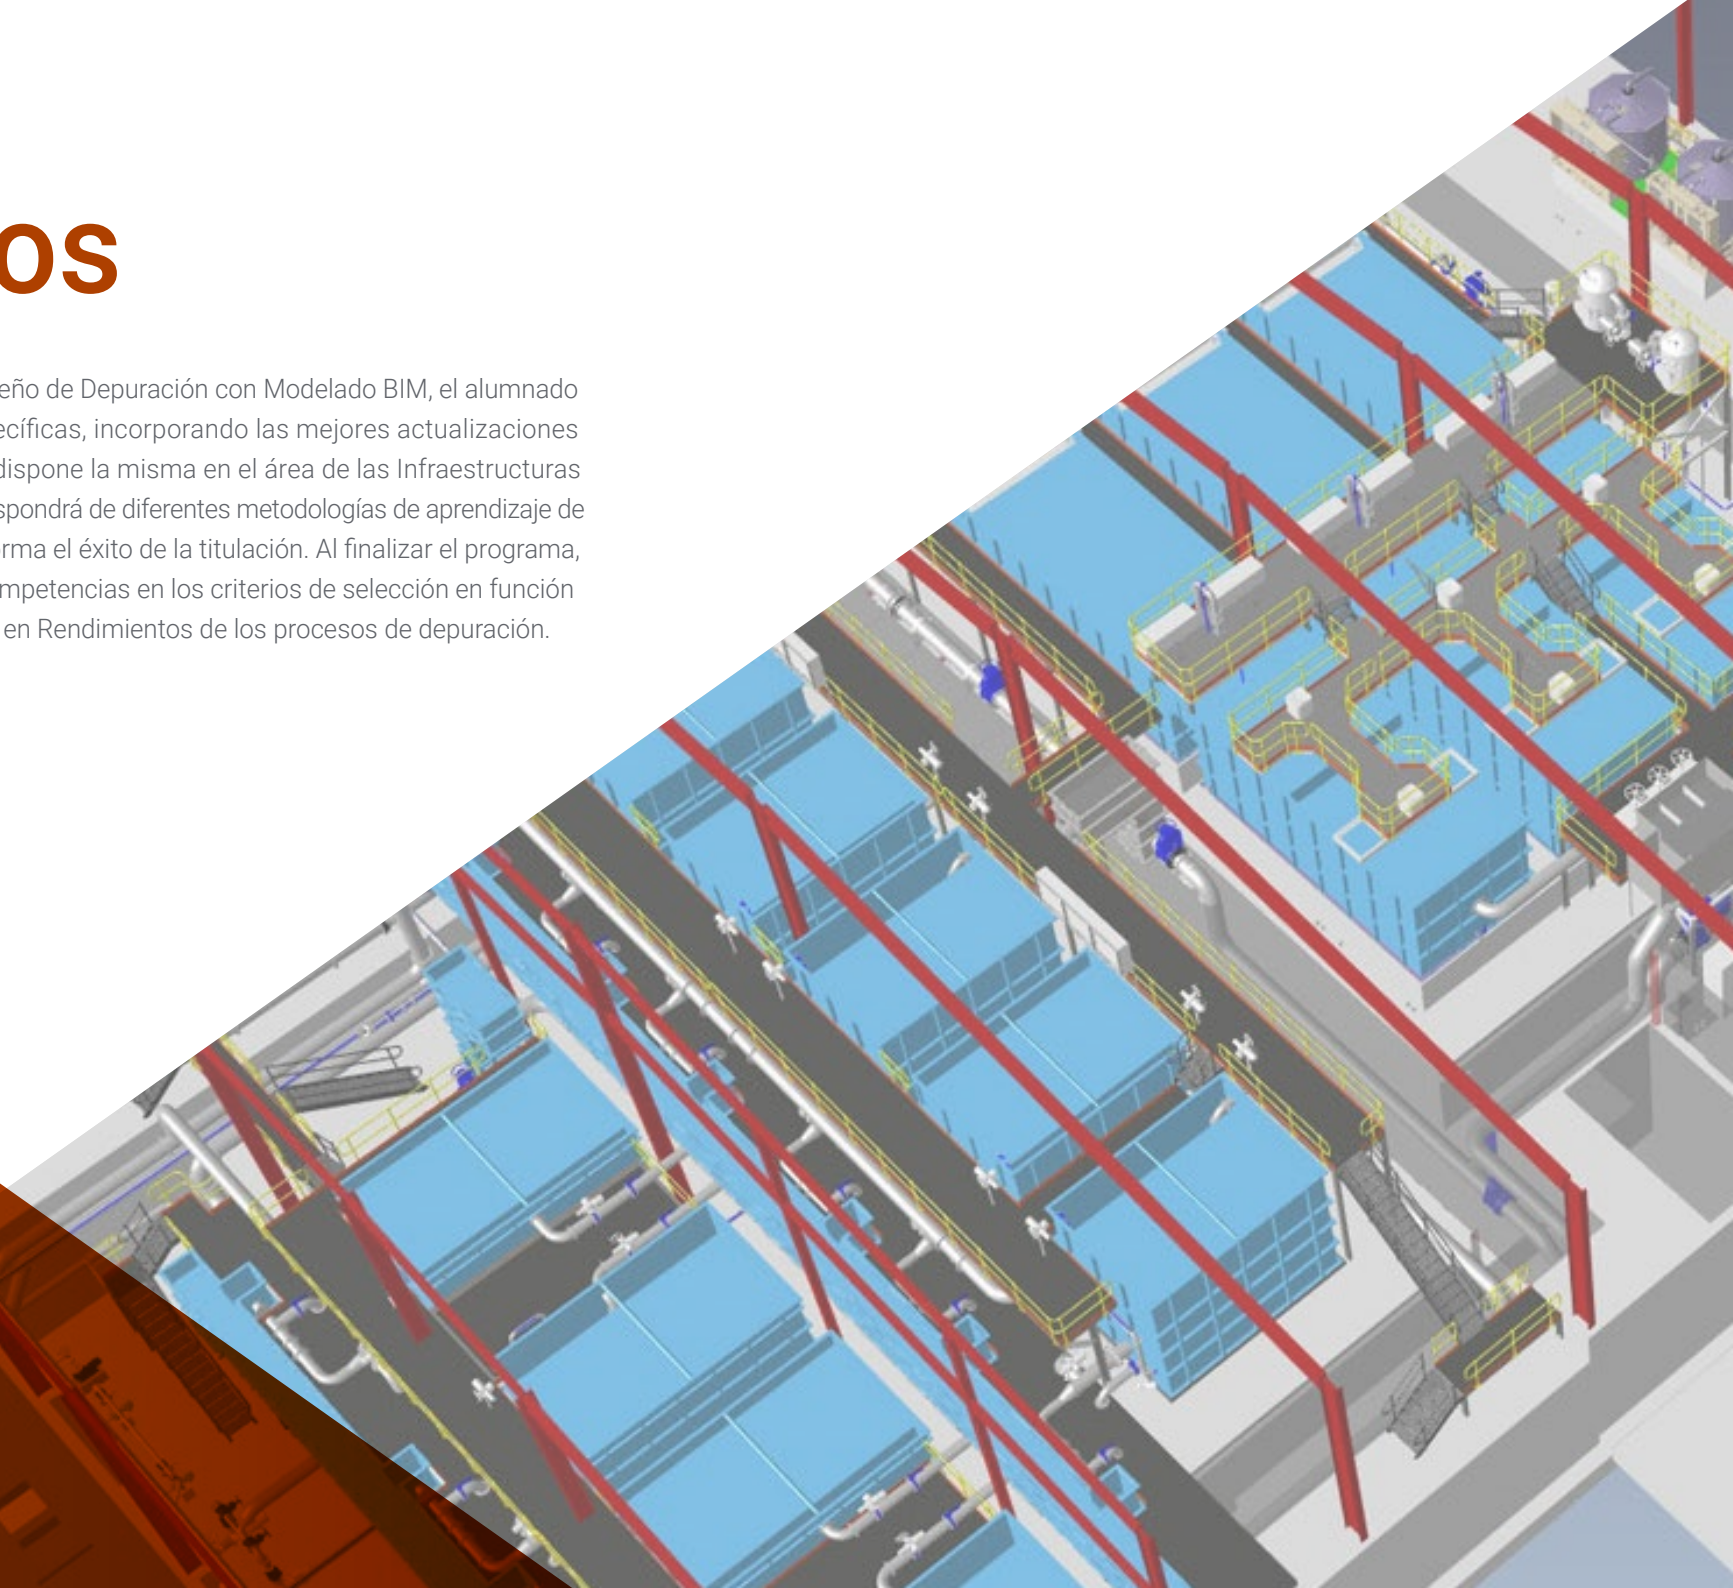 os
eño de Depuración con Modelado BIM, el alumnado
ecíficas, incorporando las mejores actualizaciones
dispone la misma en el área de las Infraestructuras
spondrá de diferentes metodologías de aprendizaje de
rma el éxito de la titulación. Al finalizar el programa,
mpetencias en los criterios de selección en función
en Rendimientos de los procesos de depuración.